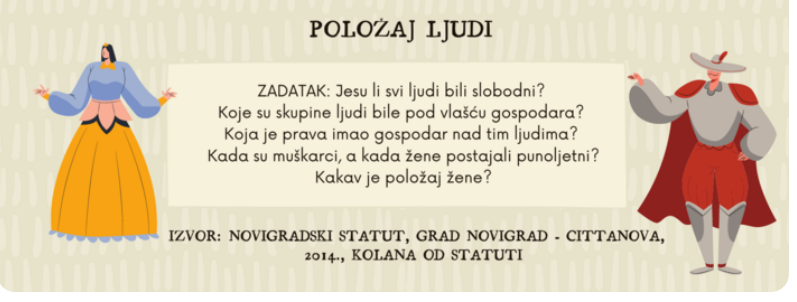 POLOŽAJ LJUDI
ZADATAK: Jesu li svi ljudi bili slobodni?
Koje su skupine ljudi bile pod vlašću gospodara?
Koja je prava imao gospodar nad tim ljudima?
Kada su muškarci, a kada žene postajali punoljetni?
Kakav je položaj žene?
IZVOR: NOVIGRADSKI STATUT, GRAD NOVIGRAD - CITTANOVA,
2014., KOLANA OD STATUTI